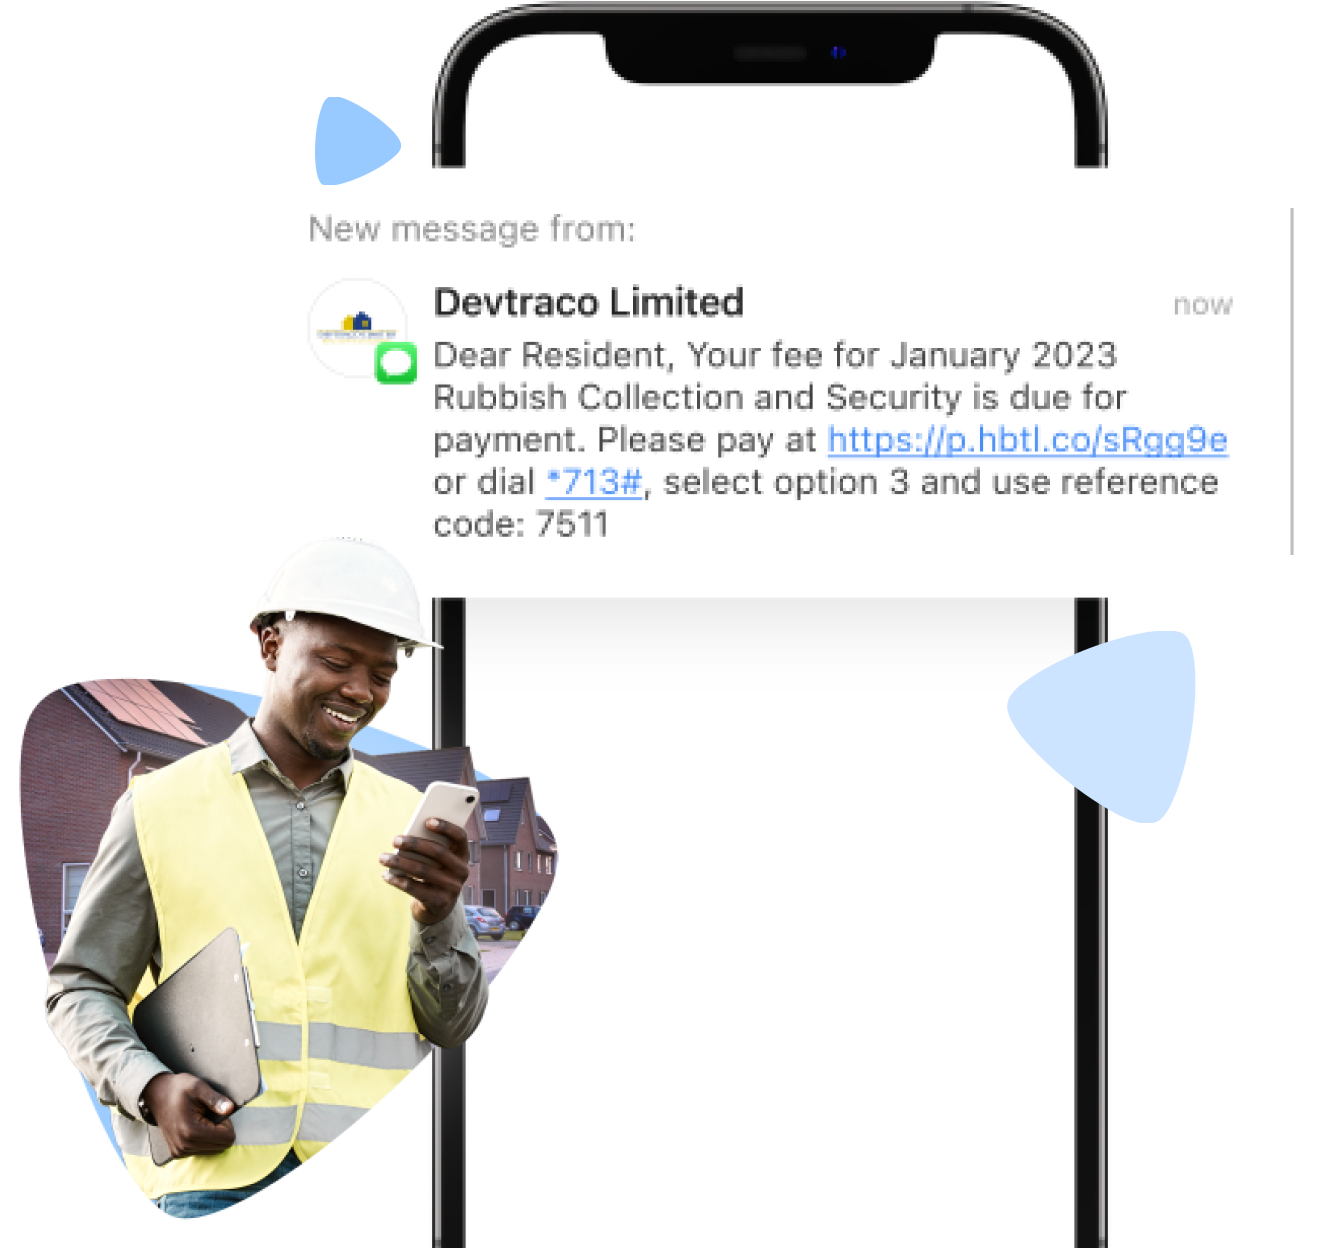 New message from:
Devtraco Limited
now
Dear Resident, Your fee for January 2023
Rubbish Collection and Security is due for
payment. Please pay at https://p.hbtl.co/sRgg9e
or dial *713#, select option 3 and use reference
code: 7511